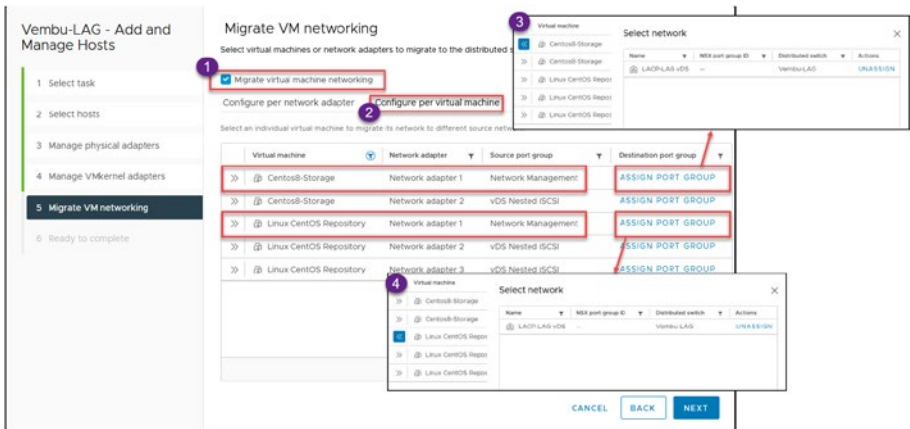 Vembu-LAG - Add and
Manage Hosts
1 Select task
2 Select hosts
3 Manage physical adapters
4 Manage VMkernel adapters
5 Migrate VM networking
6 Ready to complete
Migrate VM networking
Select virtual machines or network adapters to migrate to the distributed s
1
Migrate virtual machine networking
Configure per network adapter Configure per virtual machine
2
Select an individual virtual machine to migrate its network to different source netw
Virtual machine Network adapter Source port group Destination port group
Centos8-Storage Network adapter 1 Network Management ASSIGN PORT GROUP
Centos8-Storage Network adapter 2 vDS Nested iSCSI ASSIGN PORT GROUP
Linux CentOS Repository Network adapter 1 Network Management ASSIGN PORT GROUP
Linux CentOS Repository Network adapter 2 vDS Nested iSCSI ASSIGN PORT GROUP
Linux CentOS Repository Network adapter 3 vDS Nested iSCSI ASSIGN PORT GROUP
3
Virtual machine
Centos8-Storage
Centos8-Storage
Linux CentOS Repos
Linux CentOS Repos
Linux CentOS Repos
Select network
Name NSX port group ID Distributed switch Actions
LACP-LAG vDS -- Vembu-LAG UNASSIGN
4
Virtual machine
Centos8-Storage
Centos8-Storage
Linux CentOS Repos
Linux CentOS Repos
Linux CentOS Repos
Select network
Name NSX port group ID Distributed switch Actions
LACP-LAG vDS -- Vembu-LAG UNASSIGN
CANCEL BACK NEXT